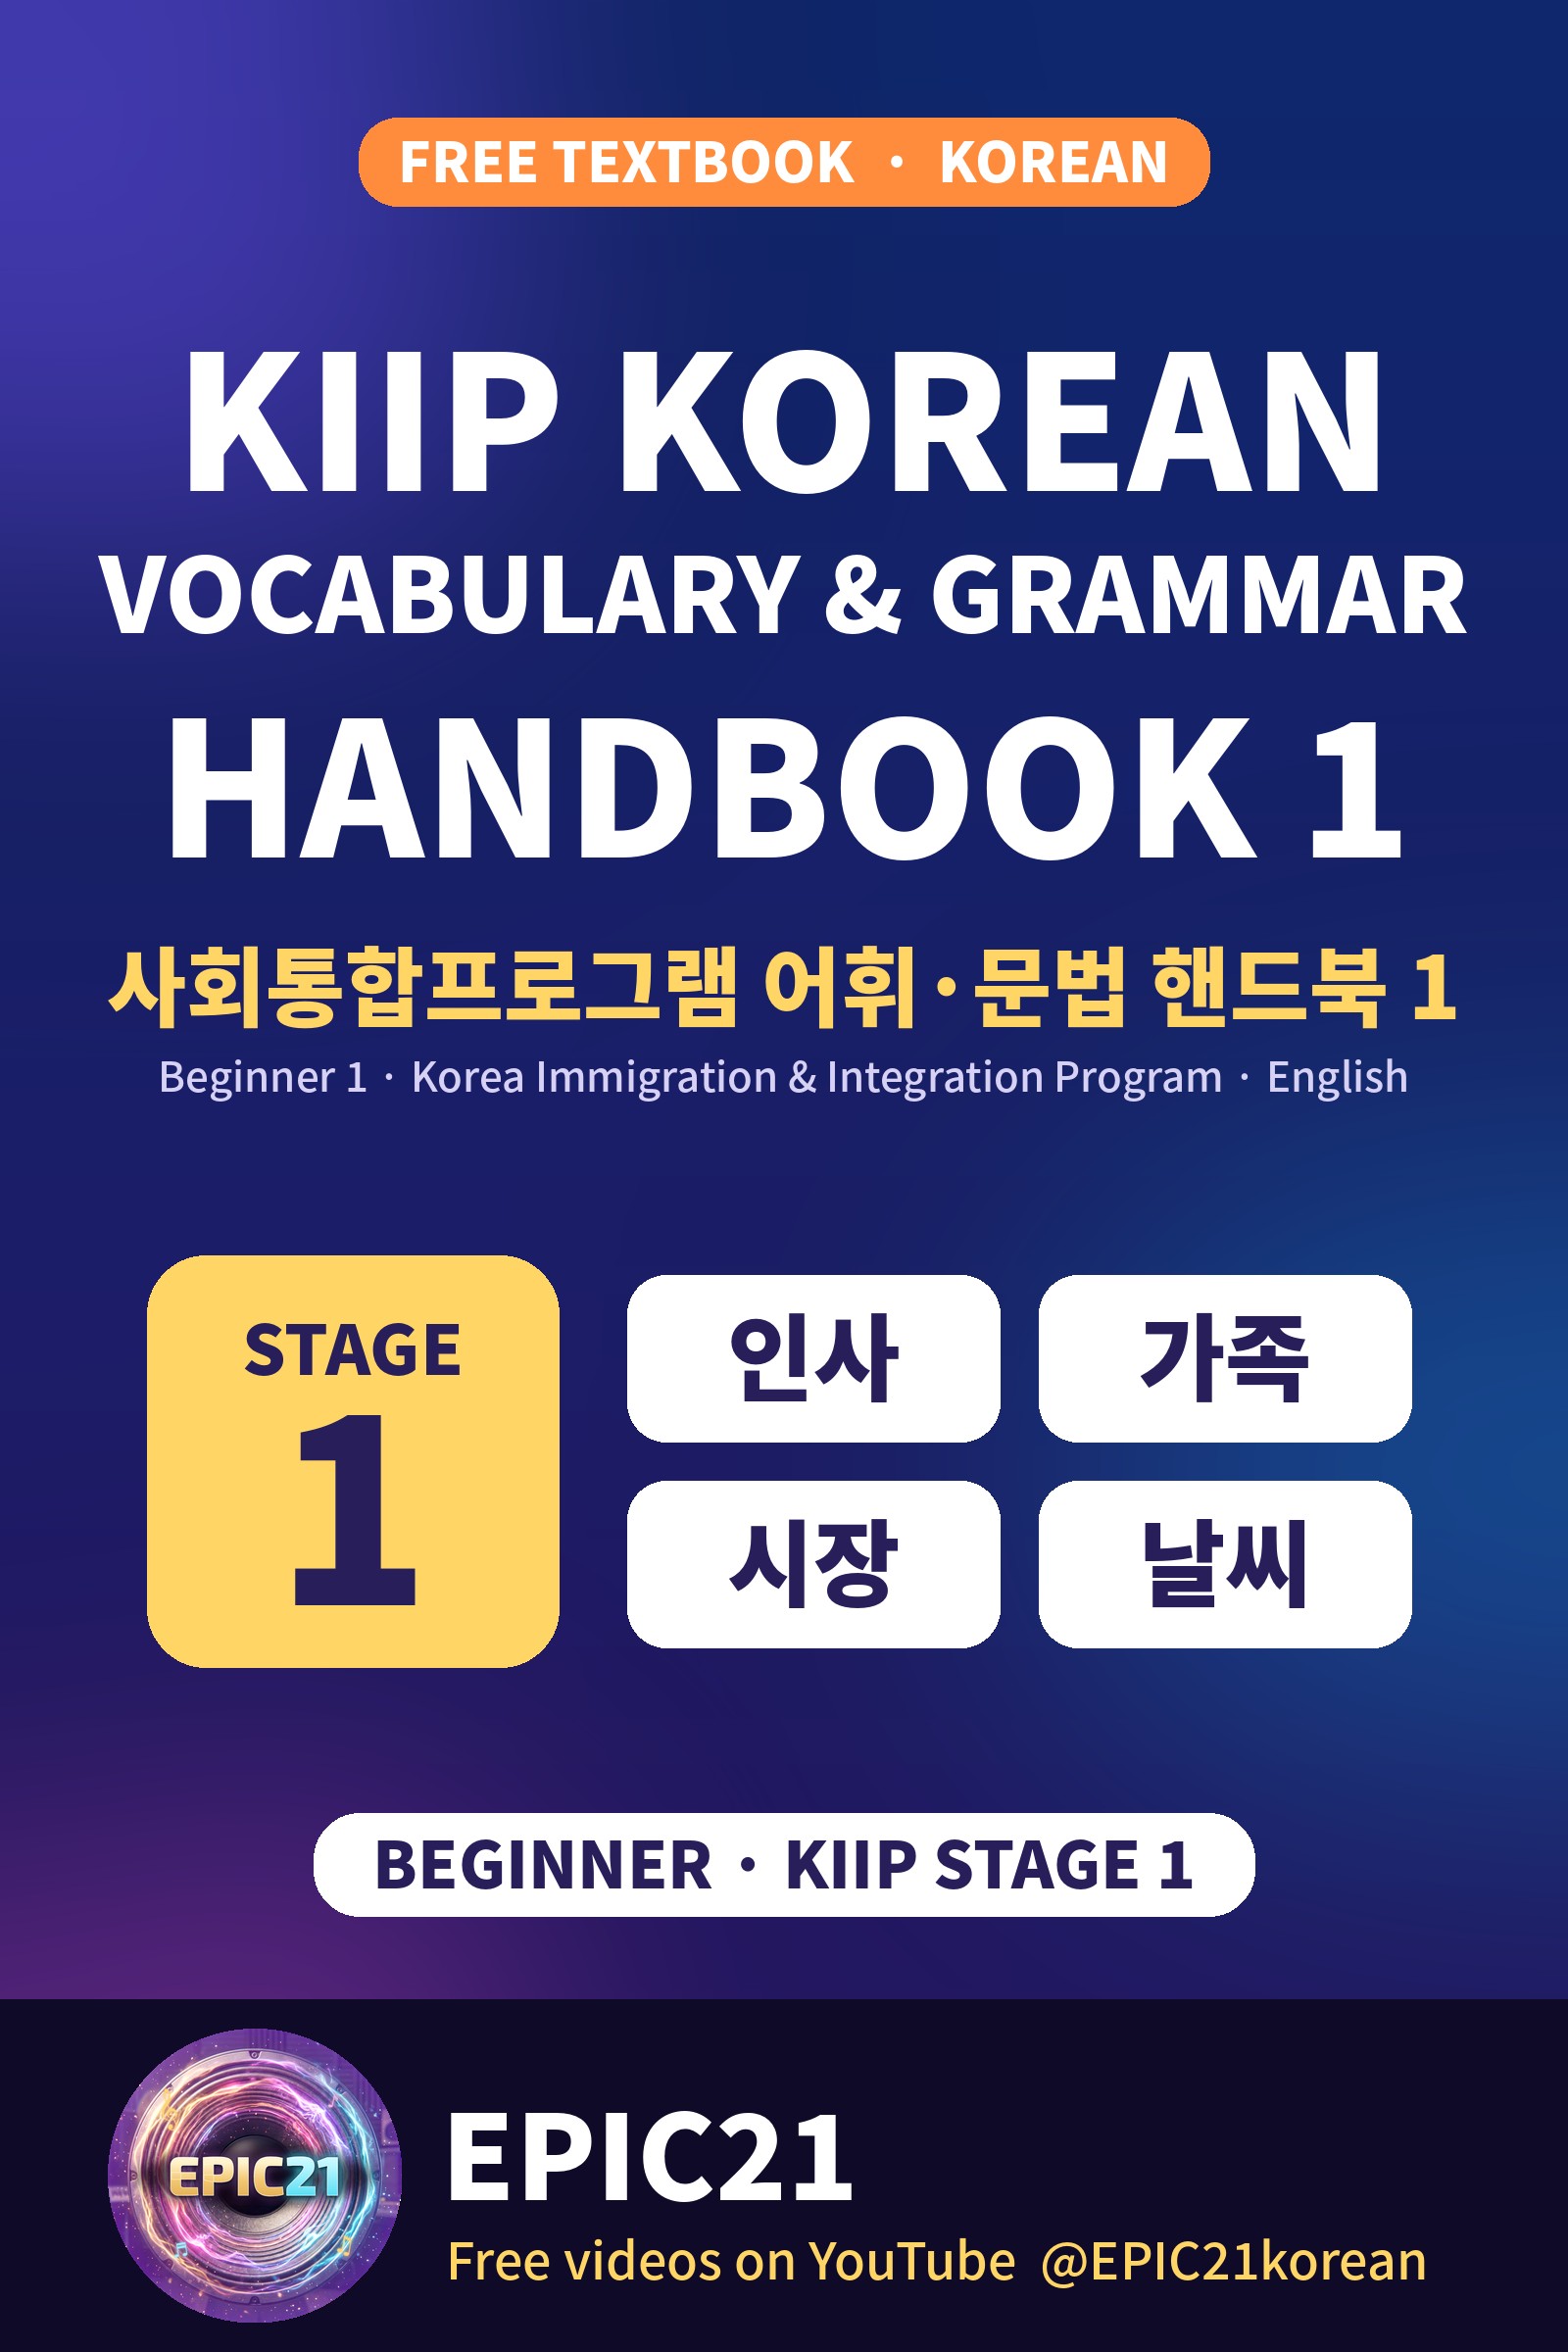 FREE TEXTBOOK · KOREAN
KIIP KOREAN
VOCABULARY & GRAMMAR
HANDBOOK 1
사회통합프로그램 어휘·문법 핸드북 1
Beginner 1 · Korea Immigration & Integration Program · English
STAGE
1
인사
가족
시장
날씨
BEGINNER · KIIP STAGE 1
EPIC21
EPIC21
Free videos on YouTube @EPIC21korean